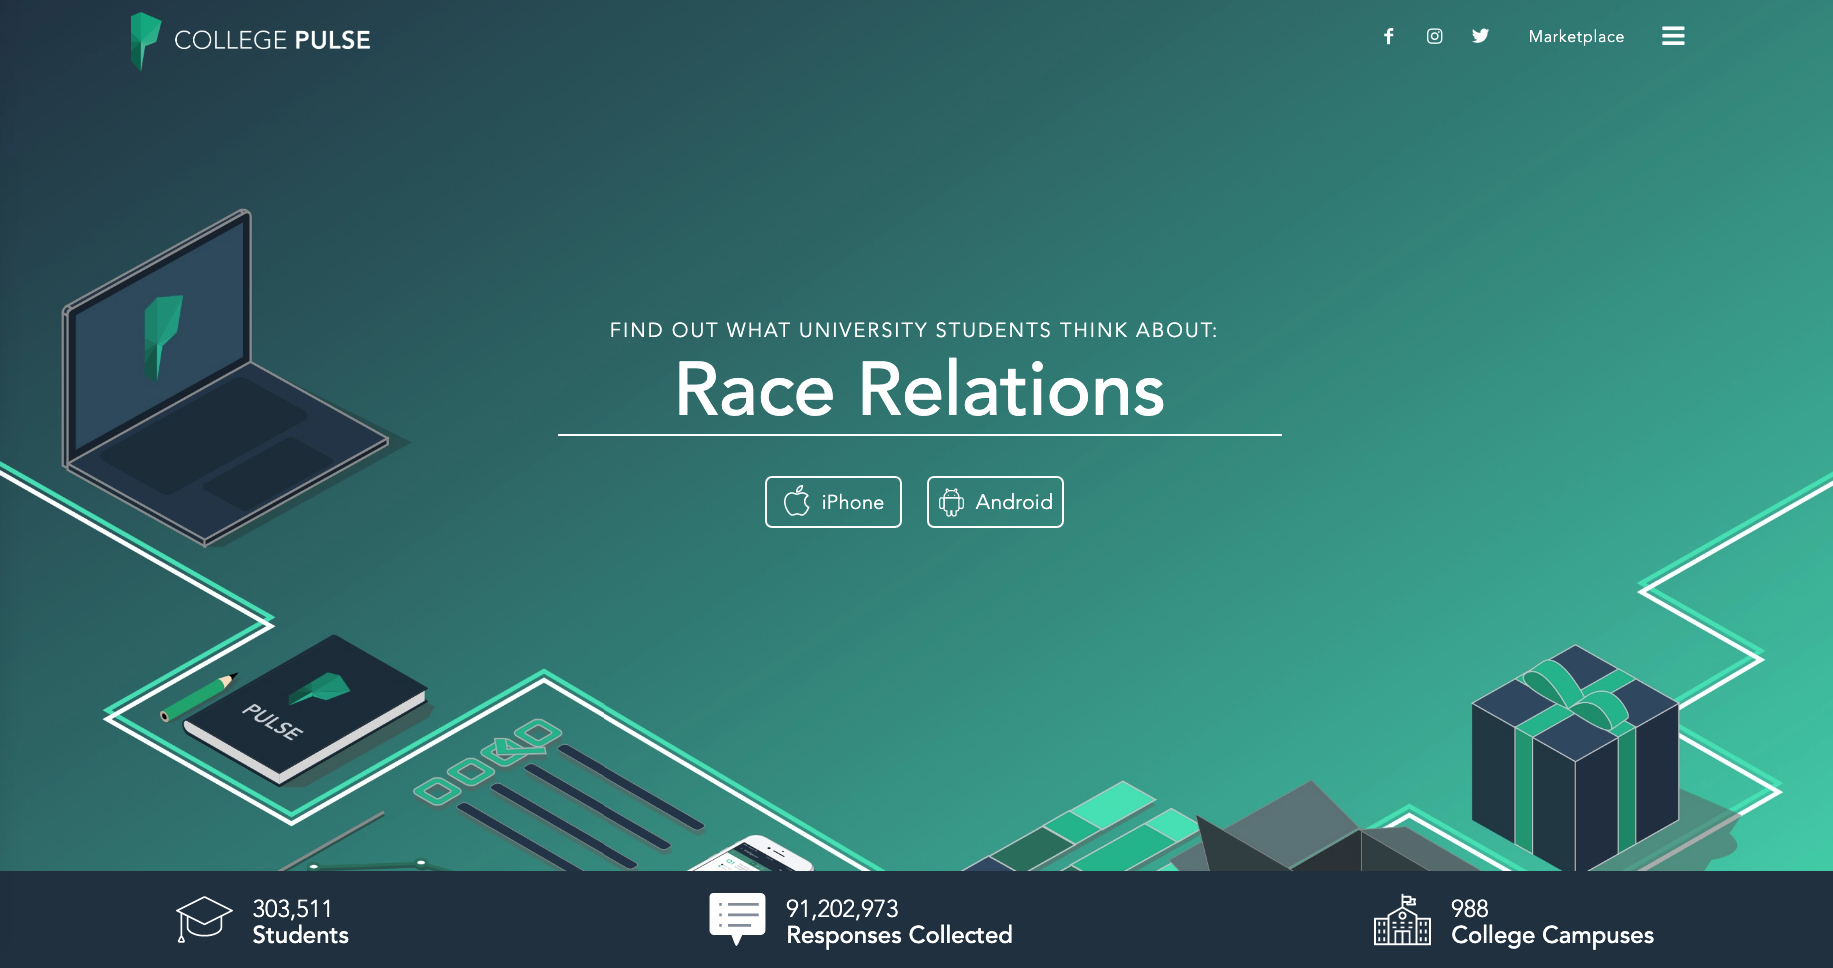 COLLEGE PULSE
Marketplace
FIND OUT WHAT UNIVERSITY STUDENTS THINK ABOUT:
Race Relations
iPhone
Android
PULSE
303,511
Students
91,202,973
Responses Collected
988
College Campuses